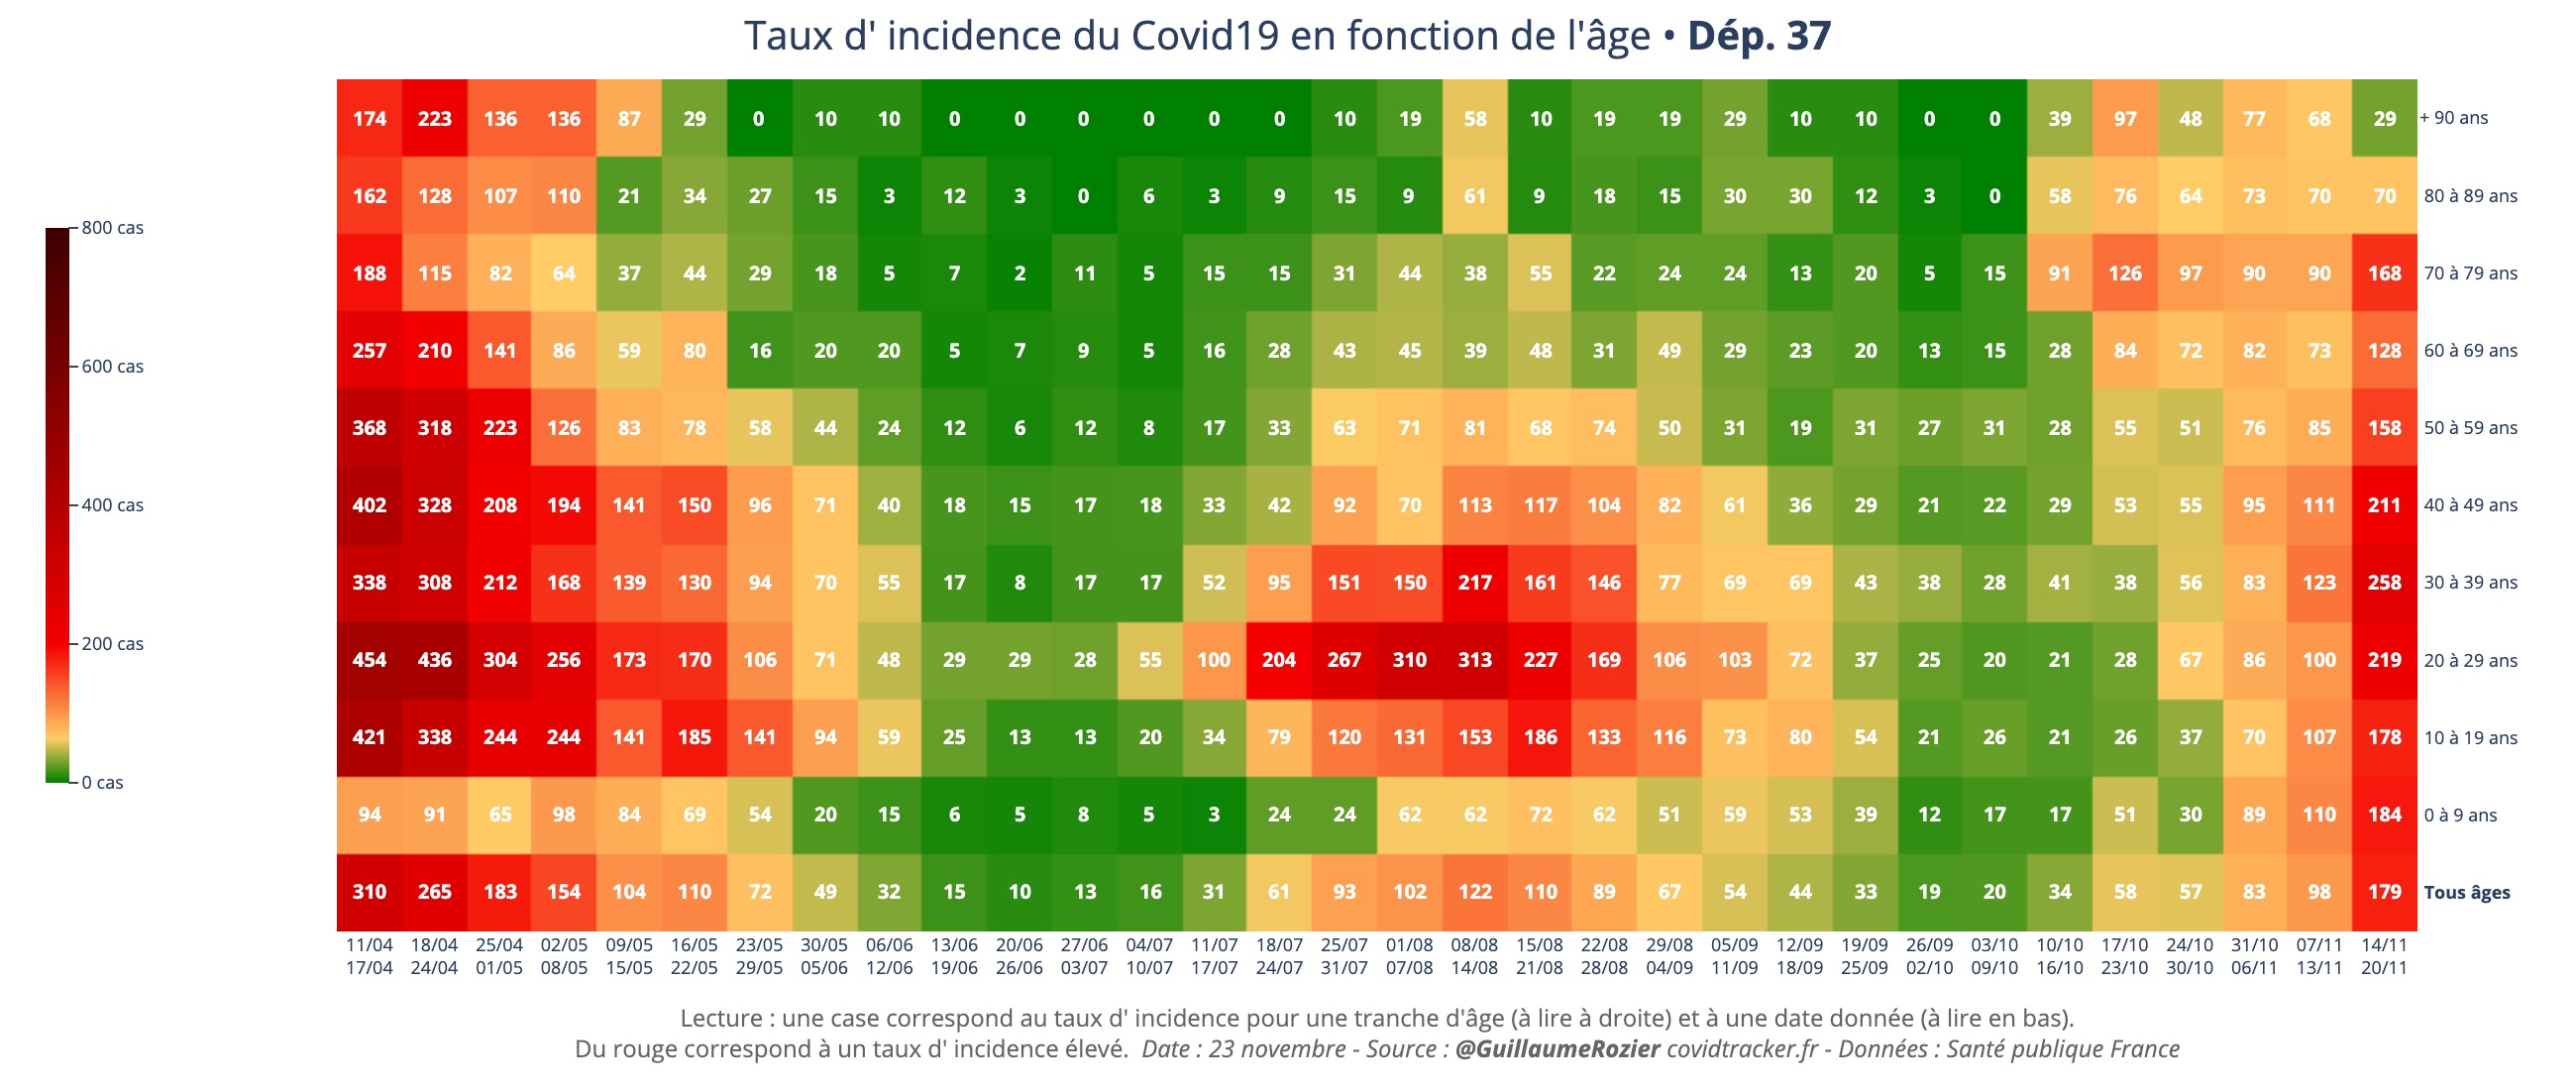 Taux d' incidence du Covid19 en fonction de l'âge • Dép. 37
800 cas
600 cas
400 cas
200 cas
0 cas
174 223 136 136 87 29 0 10 10 0 0 0 0 0 0 10 19 58 10 19 19 29 10 10 0 0 39 97 48 77 68 29 + 90 ans
162 128 107 110 21 34 27 15 3 12 3 0 6 3 9 15 9 61 9 18 15 30 30 12 3 0 58 76 64 73 70 70 80 à 89 ans
188 115 82 64 37 44 29 18 5 7 2 11 5 15 15 31 44 38 55 22 24 24 13 20 5 15 91 126 97 90 90 168 70 à 79 ans
257 210 141 86 59 80 16 20 20 5 7 9 5 16 28 43 45 39 48 31 49 29 23 20 13 15 28 84 72 82 73 128 60 à 69 ans
368 318 223 126 83 78 58 44 24 12 6 12 8 17 33 63 71 81 68 74 50 31 19 31 27 31 28 55 51 76 85 158 50 à 59 ans
402 328 208 194 141 150 96 71 40 18 15 17 18 33 42 92 70 113 117 104 82 61 36 29 21 22 29 53 55 95 111 211 40 à 49 ans
338 308 212 168 139 130 94 70 55 17 8 17 17 52 95 151 150 217 161 146 77 69 69 43 38 28 41 38 56 83 123 258 30 à 39 ans
454 436 304 256 173 170 106 71 48 29 29 28 55 100 204 267 310 313 227 169 106 103 72 37 25 20 21 28 67 86 100 219 20 à 29 ans
421 338 244 244 141 185 141 94 59 25 13 13 20 34 79 120 131 153 186 133 116 73 80 54 21 26 21 26 37 70 107 178 10 à 19 ans
94 91 65 98 84 69 54 20 15 6 5 8 5 3 24 24 62 62 72 62 51 59 53 39 12 17 17 51 30 89 110 184 0 à 9 ans
310 265 183 154 104 110 72 49 32 15 10 13 16 31 61 93 102 122 110 89 67 54 44 33 19 20 34 58 57 83 98 179 Tous âges
11/04 18/04 25/04 02/05 09/05 16/05 23/05 30/05 06/06 13/06 20/06 27/06 04/07 11/07 18/07 25/07 01/08 08/08 15/08 22/08 29/08 05/09 12/09 19/09 26/09 03/10 10/10 17/10 24/10 31/10 07/11 14/11
17/04 24/04 01/05 08/05 15/05 22/05 29/05 05/06 12/06 19/06 26/06 03/07 10/07 17/07 24/07 31/07 07/08 14/08 21/08 28/08 04/09 11/09 18/09 25/09 02/10 09/10 16/10 23/10 30/10 06/11 13/11 20/11
Lecture : une case correspond au taux d' incidence pour une tranche d'âge (à lire à droite) et à une date donnée (à lire en bas).
Du rouge correspond à un taux d' incidence élevé. Date : 23 novembre - Source : @GuillaumeRozier covidtracker.fr - Données : Santé publique France